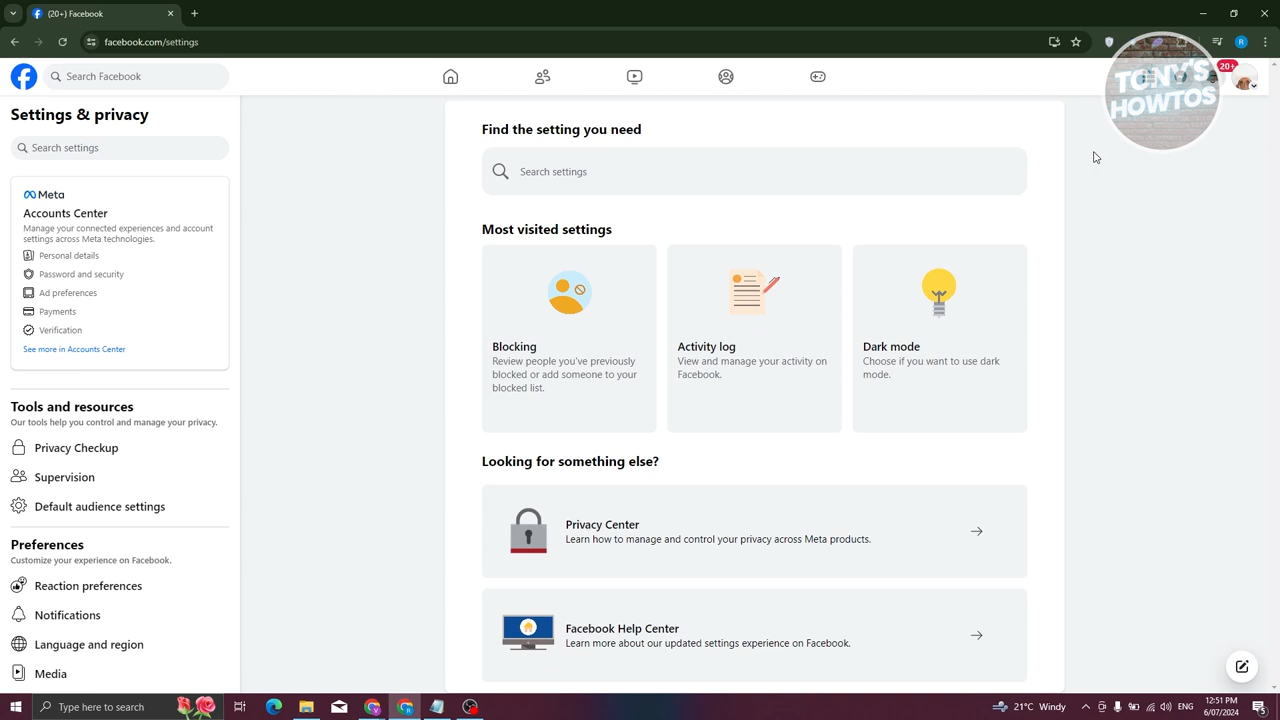 (20+) Facebook
facebook.com/settings
R
Search Facebook
20+
TONY'S
HOWTOS
Settings & privacy
Search settings
Meta
Accounts Center
Manage your connected experiences and account
settings across Meta technologies.
Personal details
Password and security
Ad preferences
Payments
Verification
See more in Accounts Center
Tools and resources
Our tools help you control and manage your privacy.
Privacy Checkup
Supervision
Default audience settings
Preferences
Customize your experience on Facebook.
Reaction preferences
Notifications
Language and region
Media
Find the setting you need
Search settings
Most visited settings
Blocking
Review people you've previously
blocked or add someone to your
blocked list.
Activity log
View and manage your activity on
Facebook.
Dark mode
Choose if you want to use dark
mode.
Looking for something else?
Privacy Center
Learn how to manage and control your privacy across Meta products.
Facebook Help Center
Learn more about our updated settings experience on Facebook.
Type here to search
21°C Windy
12:51 PM
6/07/2024